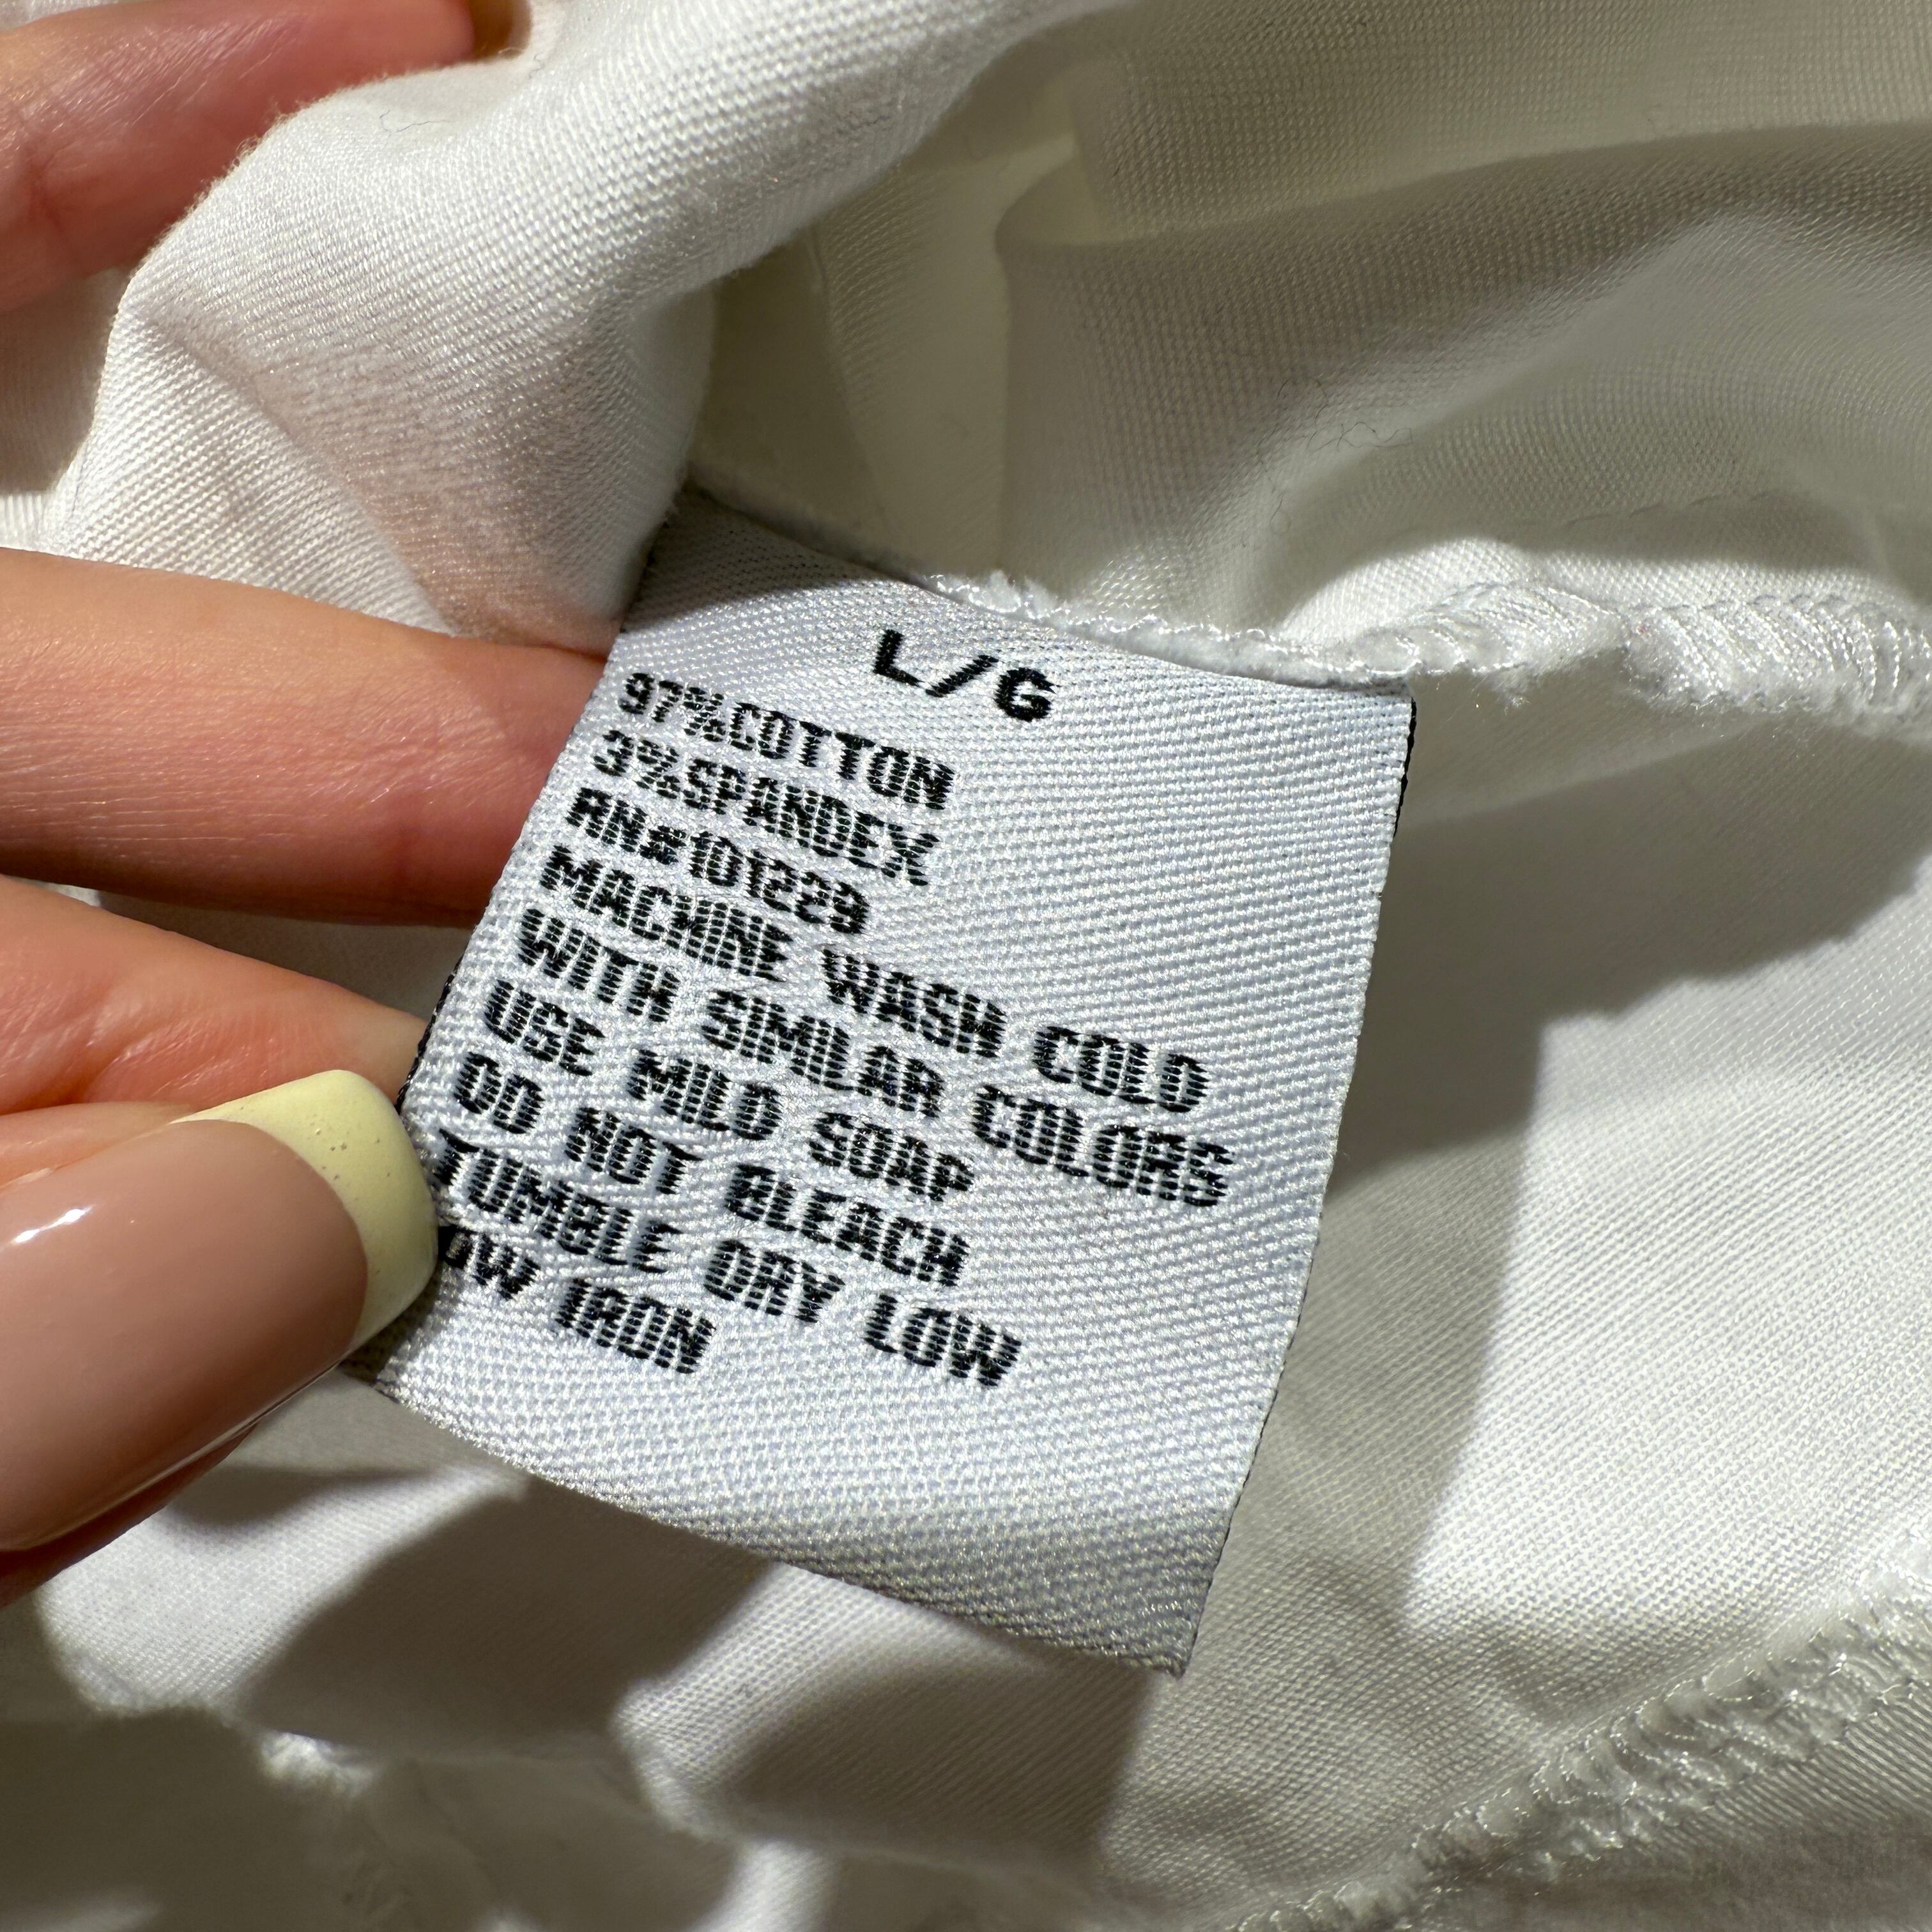 L/G
97%COTTON
3%SPANDEX
RN#101229
MACHINE WASH COLD
WITH SIMILAR COLORS
USE MILD SOAP
DO NOT BLEACH
TUMBLE DRY LOW
LOW IRON